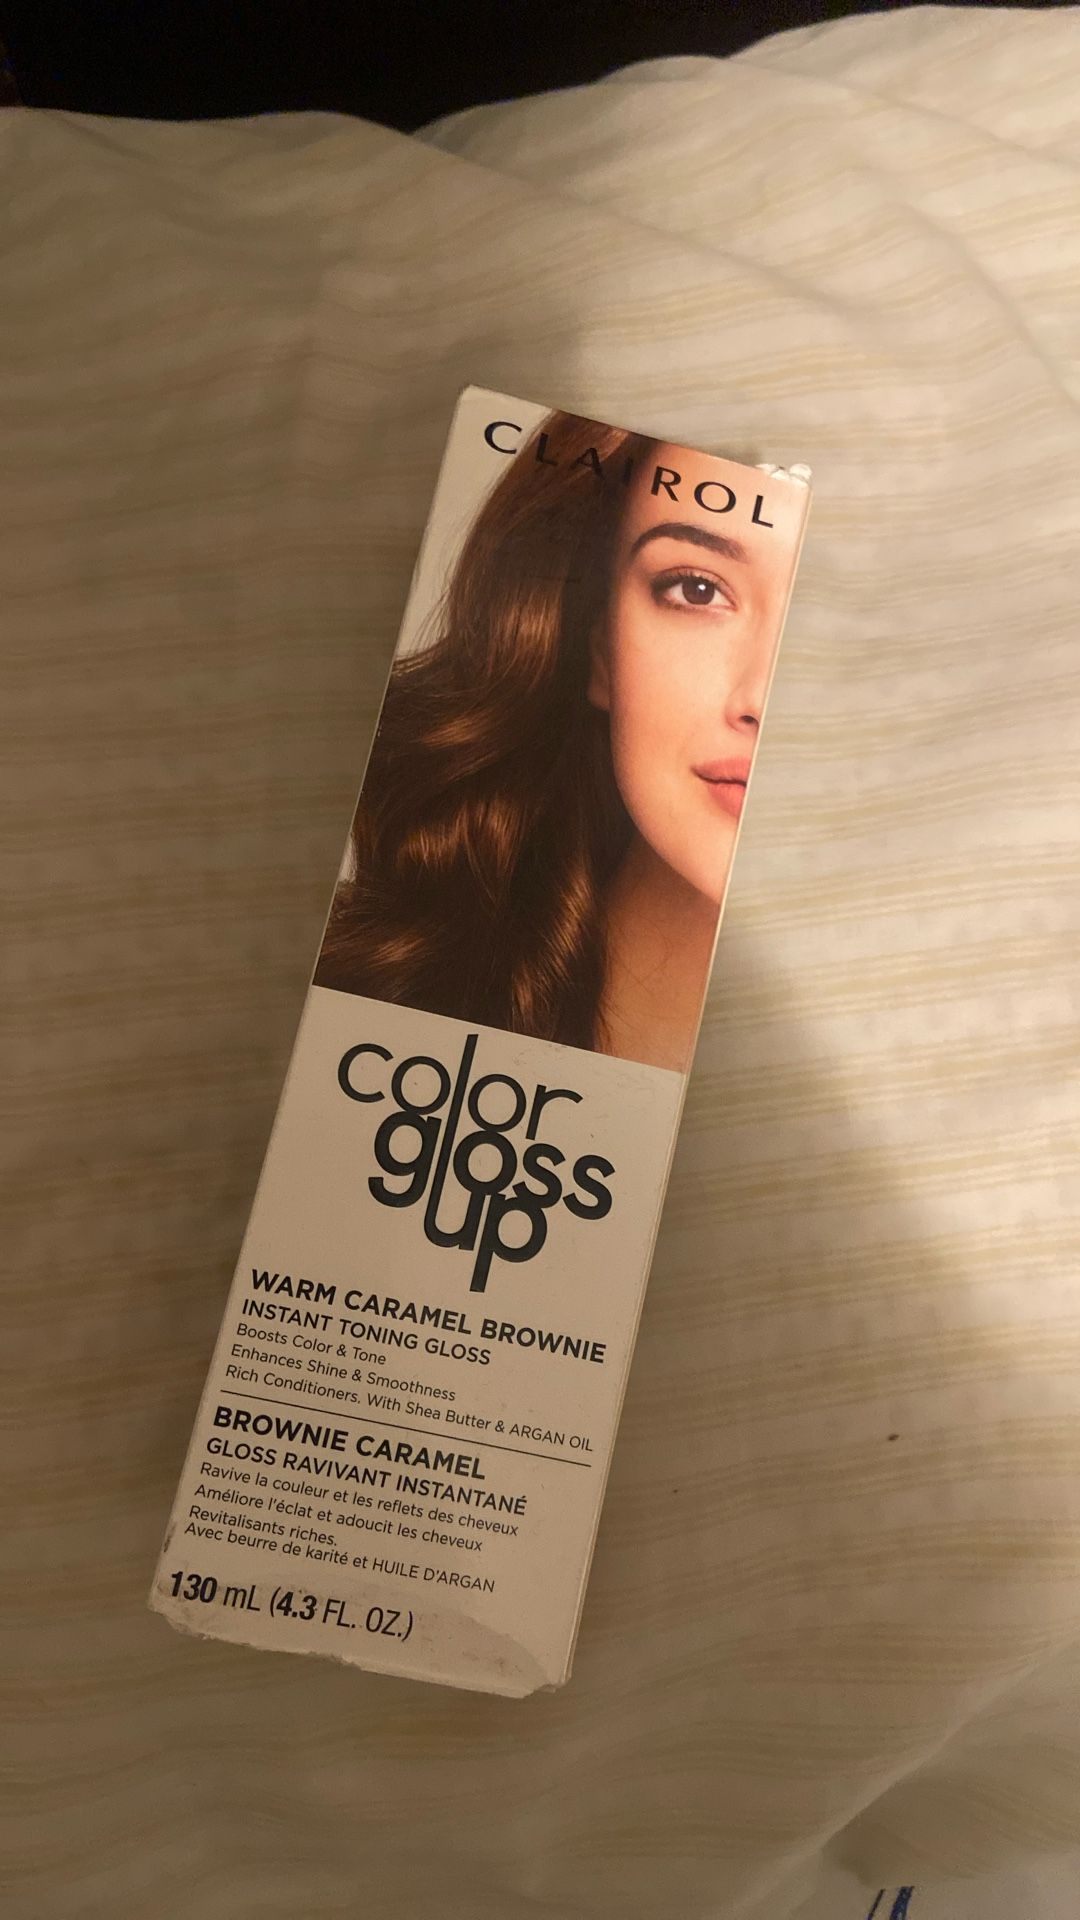 CLAIROL
color
gloss
up
WARM CARAMEL BROWNIE
INSTANT TONING GLOSS
Boosts Color & Tone
Enhances Shine & Smoothness
Rich Conditioners. With Shea Butter & ARGAN OIL
BROWNIE CARAMEL
GLOSS RAVIVANT INSTANTANÉ
Ravive la couleur et les reflets des cheveux
Améliore l'éclat et adoucit les cheveux
Revitalisants riches.
Avec beurre de karité et HUILE D'ARGAN
130 mL (4.3 FL. OZ.)